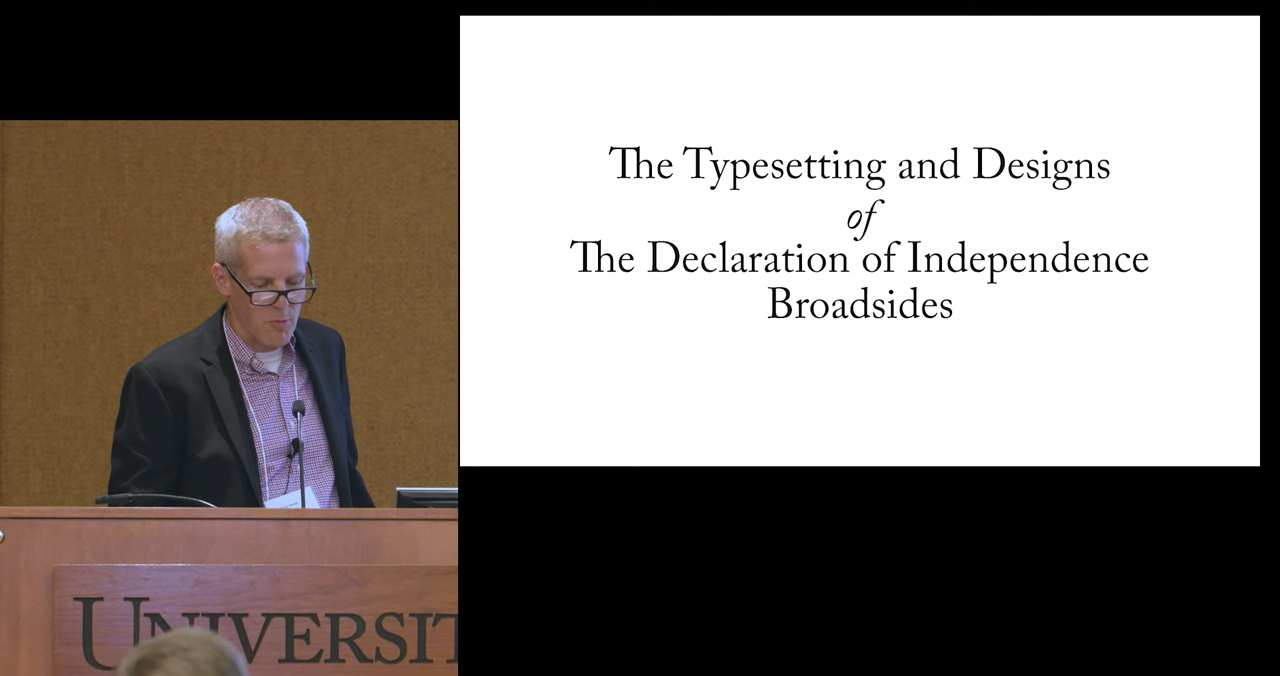 The Typesetting and Designs
of
The Declaration of Independence
Broadsides
UNIVERSIT